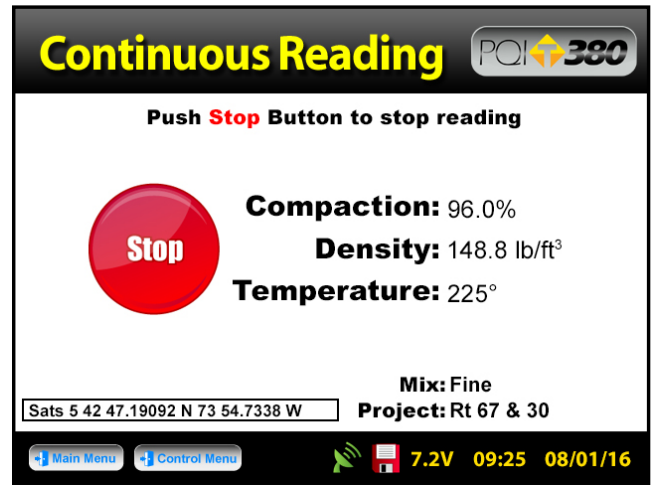 Continuous Reading PQI T 380
Push Stop Button to stop reading
Stop
Compaction: 96.0%
Density: 148.8 lb/ft³
Temperature: 225°
Mix: Fine
Sats 5 42 47.19092 N 73 54.7338 W
Project: Rt 67 & 30
Main Menu Control Menu 7.2V 09:25 08/01/16